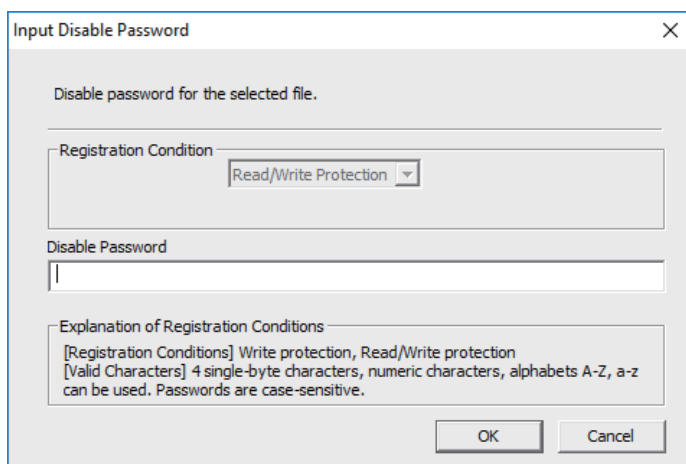 Input Disable Password
Disable password for the selected file.
Registration Condition
Read/Write Protection
Disable Password
Explanation of Registration Conditions
[Registration Conditions] Write protection, Read/Write protection
[Valid Characters] 4 single-byte characters, numeric characters, alphabets A-Z, a-z
can be used. Passwords are case-sensitive.
OK Cancel